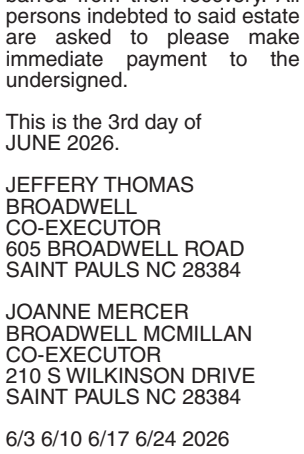 barred from their recovery. All
persons indebted to said estate
are asked to please make
immediate payment to the
undersigned.
This is the 3rd day of
JUNE 2026.
JEFFERY THOMAS
BROADWELL
CO-EXECUTOR
605 BROADWELL ROAD
SAINT PAULS NC 28384
JOANNE MERCER
BROADWELL MCMILLAN
CO-EXECUTOR
210 S WILKINSON DRIVE
SAINT PAULS NC 28384
6/3 6/10 6/17 6/24 2026